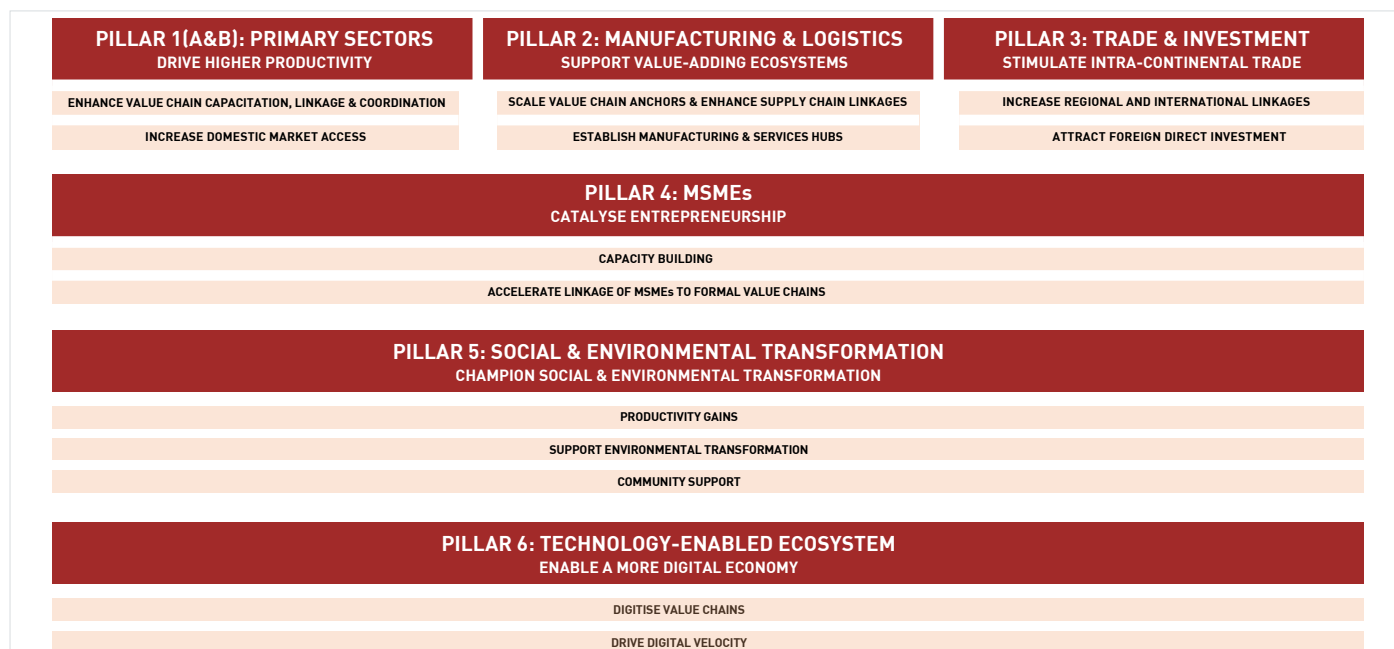 PILLAR 1(A&B): PRIMARY SECTORS
DRIVE HIGHER PRODUCTIVITY
ENHANCE VALUE CHAIN CAPACITATION, LINKAGE & COORDINATION
INCREASE DOMESTIC MARKET ACCESS
PILLAR 2: MANUFACTURING & LOGISTICS
SUPPORT VALUE-ADDING ECOSYSTEMS
SCALE VALUE CHAIN ANCHORS & ENHANCE SUPPLY CHAIN LINKAGES
ESTABLISH MANUFACTURING & SERVICES HUBS
PILLAR 3: TRADE & INVESTMENT
STIMULATE INTRA-CONTINENTAL TRADE
INCREASE REGIONAL AND INTERNATIONAL LINKAGES
ATTRACT FOREIGN DIRECT INVESTMENT
PILLAR 4: MSMEs
CATALYSE ENTREPRENEURSHIP
CAPACITY BUILDING
ACCELERATE LINKAGE OF MSMEs TO FORMAL VALUE CHAINS
PILLAR 5: SOCIAL & ENVIRONMENTAL TRANSFORMATION
CHAMPION SOCIAL & ENVIRONMENTAL TRANSFORMATION
PRODUCTIVITY GAINS
SUPPORT ENVIRONMENTAL TRANSFORMATION
COMMUNITY SUPPORT
PILLAR 6: TECHNOLOGY-ENABLED ECOSYSTEM
ENABLE A MORE DIGITAL ECONOMY
DIGITISE VALUE CHAINS
DRIVE DIGITAL VELOCITY